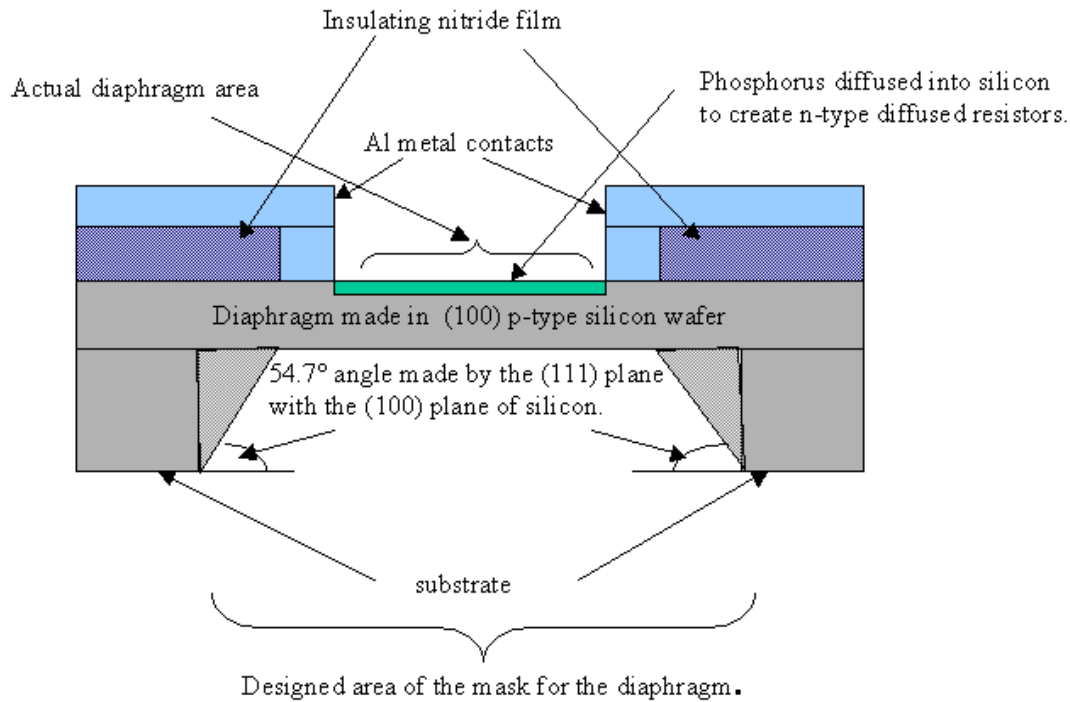 Insulating nitride film
Actual diaphragm area
Phosphorus diffused into silicon
to create n-type diffused resistors.
Al metal contacts
Diaphragm made in (100) p-type silicon wafer
54.7° angle made by the (111) plane
with the (100) plane of silicon.
substrate
Designed area of the mask for the diaphragm.